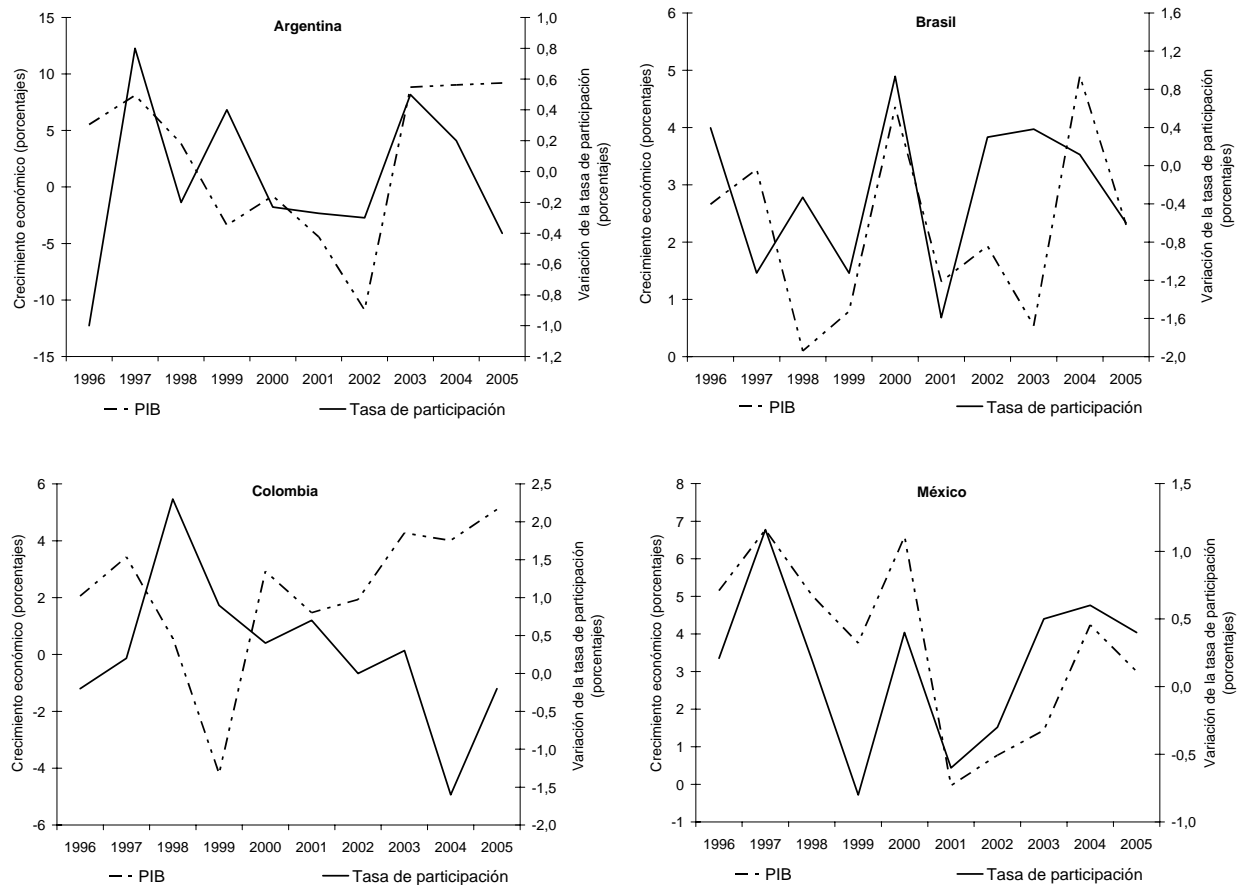 Argentina
Crecimiento económico (porcentajes)
15
10
5
0
-5
-10
-15
1,0
0,8
0,6
0,4
0,2
0,0
-0,2
-0,4
-0,6
-0,8
-1,0
-1,2
Variación de la tasa de participación
(porcentajes)
1996 1997 1998 1999 2000 2001 2002 2003 2004 2005
PIB Tasa de participación
Brasil
Crecimiento económico (porcentajes)
6
5
4
3
2
1
0
1,6
1,2
0,8
0,4
0,0
-0,4
-0,8
-1,2
-1,6
-2,0
Variación de la tasa de participación
(porcentajes)
1996 1997 1998 1999 2000 2001 2002 2003 2004 2005
PIB Tasa de participación
Colombia
Crecimiento económico (porcentajes)
6
4
2
0
-2
-4
-6
2,5
2,0
1,5
1,0
0,5
0,0
-0,5
-1,0
-1,5
-2,0
Variación de la tasa de participación
(porcentajes)
1996 1997 1998 1999 2000 2001 2002 2003 2004 2005
PIB Tasa de participación
México
Crecimiento económico (porcentajes)
8
7
6
5
4
3
2
1
0
-1
1,5
1,0
0,5
0,0
-0,5
-1,0
Variación de la tasa de participación
(porcentajes)
1996 1997 1998 1999 2000 2001 2002 2003 2004 2005
PIB Tasa de participación